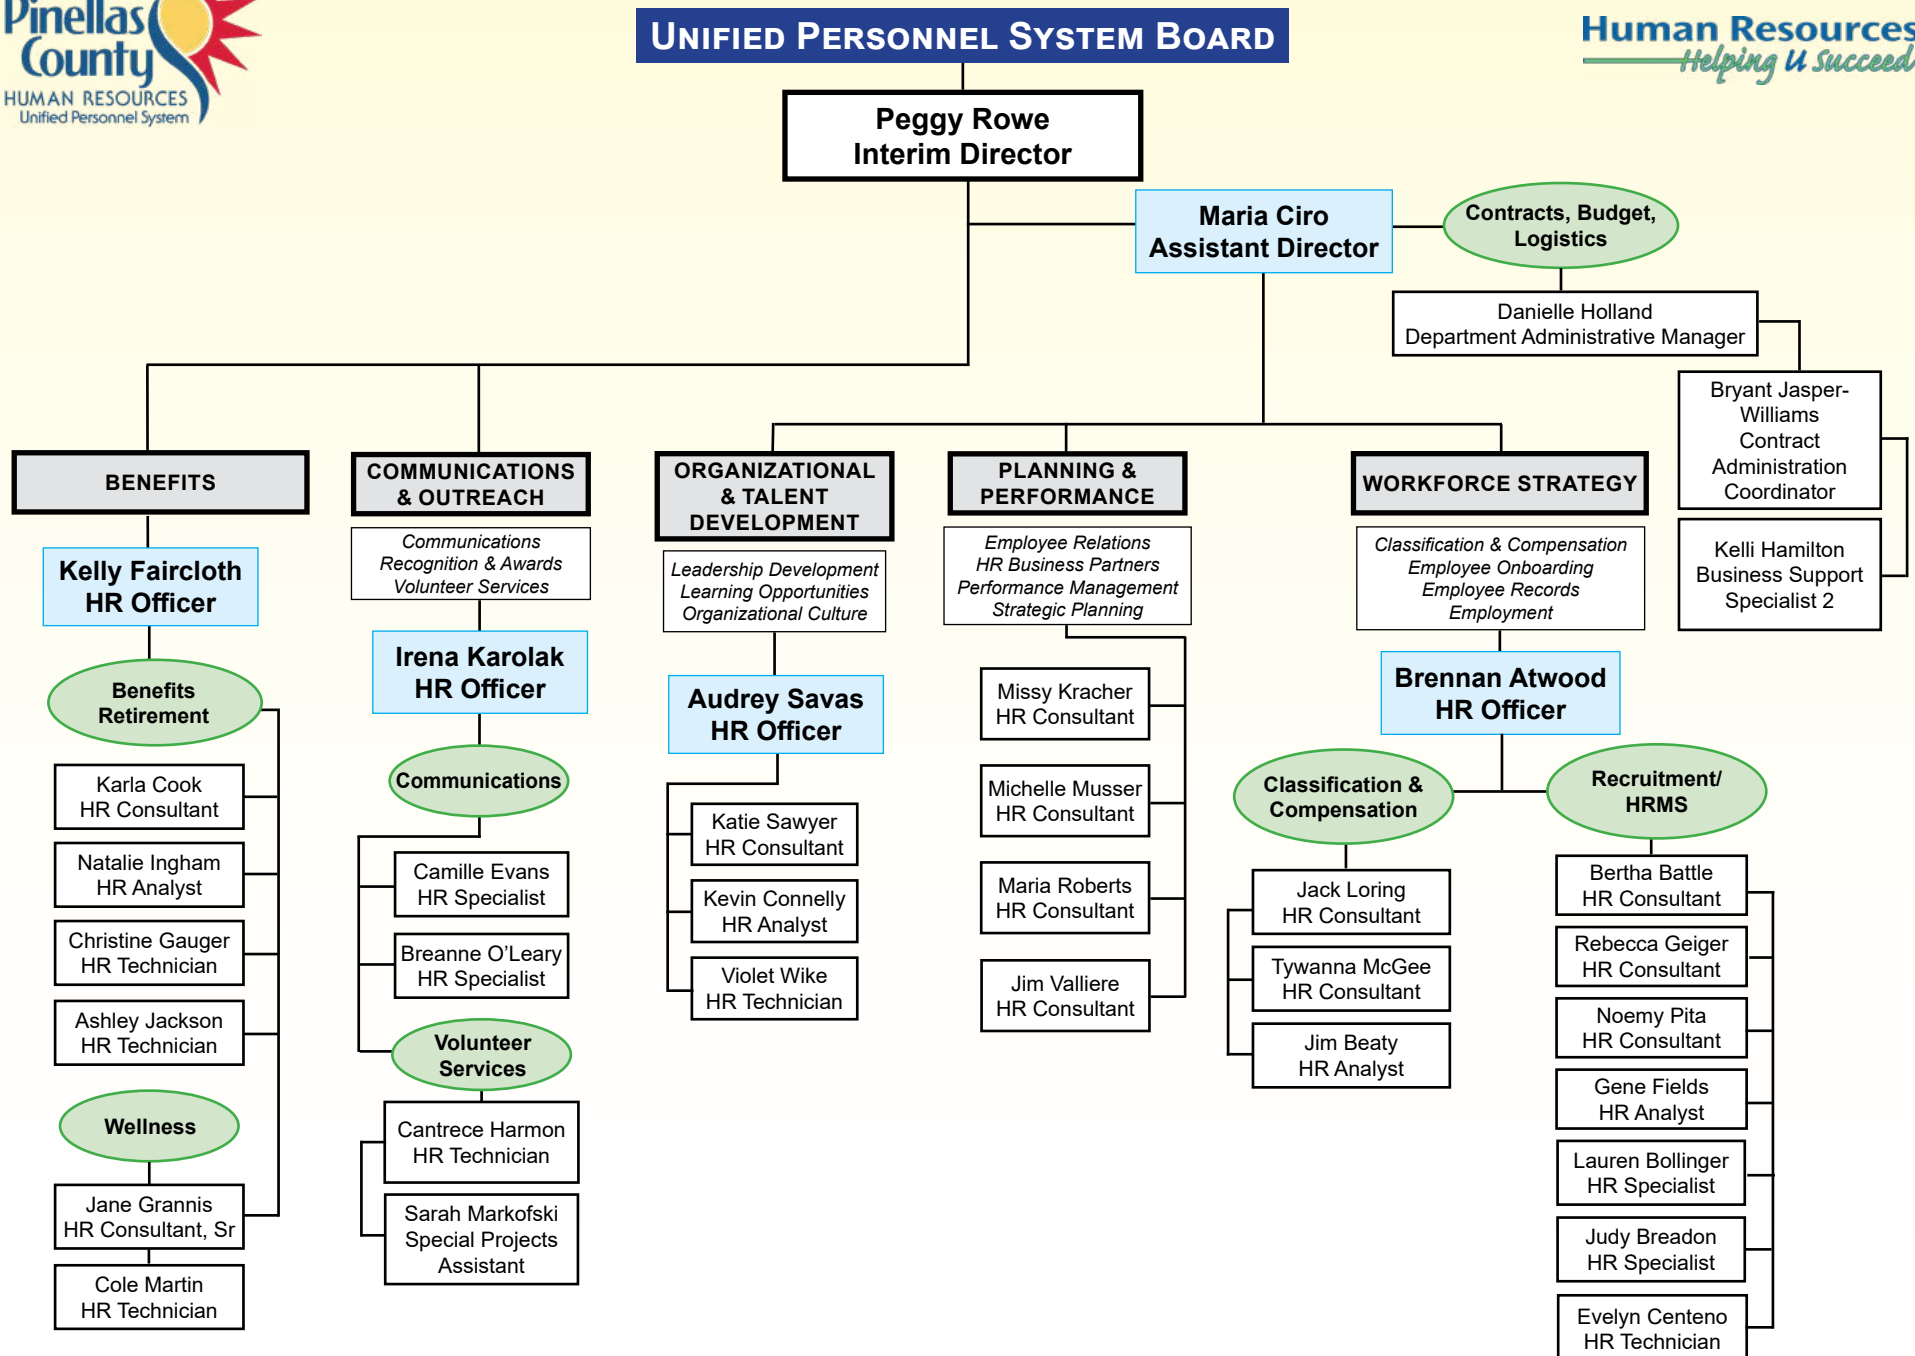 Pinellas
County
HUMAN RESOURCES
Unified Personnel System
UNIFIED PERSONNEL SYSTEM BOARD
Human Resources
Helping U Succeed
Peggy Rowe
Interim Director
Maria Ciro
Assistant Director
Contracts, Budget,
Logistics
Danielle Holland
Department Administrative Manager
Bryant Jasper-
Williams
Contract
Administration
Coordinator
Kelli Hamilton
Business Support
Specialist 2
BENEFITS
Kelly Faircloth
HR Officer
Benefits
Retirement
Karla Cook
HR Consultant
Natalie Ingham
HR Analyst
Christine Gauger
HR Technician
Ashley Jackson
HR Technician
Wellness
Jane Grannis
HR Consultant, Sr
Cole Martin
HR Technician
COMMUNICATIONS
& OUTREACH
Communications
Recognition & Awards
Volunteer Services
Irena Karolak
HR Officer
Communications
Camille Evans
HR Specialist
Breanne O’Leary
HR Specialist
Volunteer
Services
Cantrece Harmon
HR Technician
Sarah Markofski
Special Projects
Assistant
ORGANIZATIONAL
& TALENT
DEVELOPMENT
Leadership Development
Learning Opportunities
Organizational Culture
Audrey Savas
HR Officer
Katie Sawyer
HR Consultant
Kevin Connelly
HR Analyst
Violet Wike
HR Technician
PLANNING &
PERFORMANCE
Employee Relations
HR Business Partners
Performance Management
Strategic Planning
Missy Kracher
HR Consultant
Michelle Musser
HR Consultant
Maria Roberts
HR Consultant
Jim Valliere
HR Consultant
WORKFORCE STRATEGY
Classification & Compensation
Employee Onboarding
Employee Records
Employment
Brennan Atwood
HR Officer
Classification &
Compensation
Jack Loring
HR Consultant
Tywanna McGee
HR Consultant
Jim Beaty
HR Analyst
Recruitment/
HRMS
Bertha Battle
HR Consultant
Rebecca Geiger
HR Consultant
Noemy Pita
HR Consultant
Gene Fields
HR Analyst
Lauren Bollinger
HR Specialist
Judy Breadon
HR Specialist
Evelyn Centeno
HR Technician